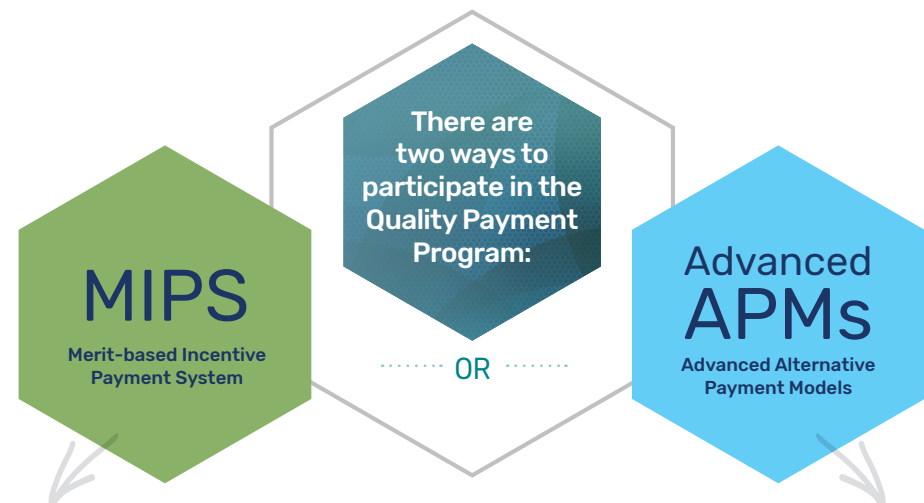 There are
two ways to
participate in the
Quality Payment
Program:
MIPS
Merit-based Incentive
Payment System
OR
Advanced
APMs
Advanced Alternative
Payment Models